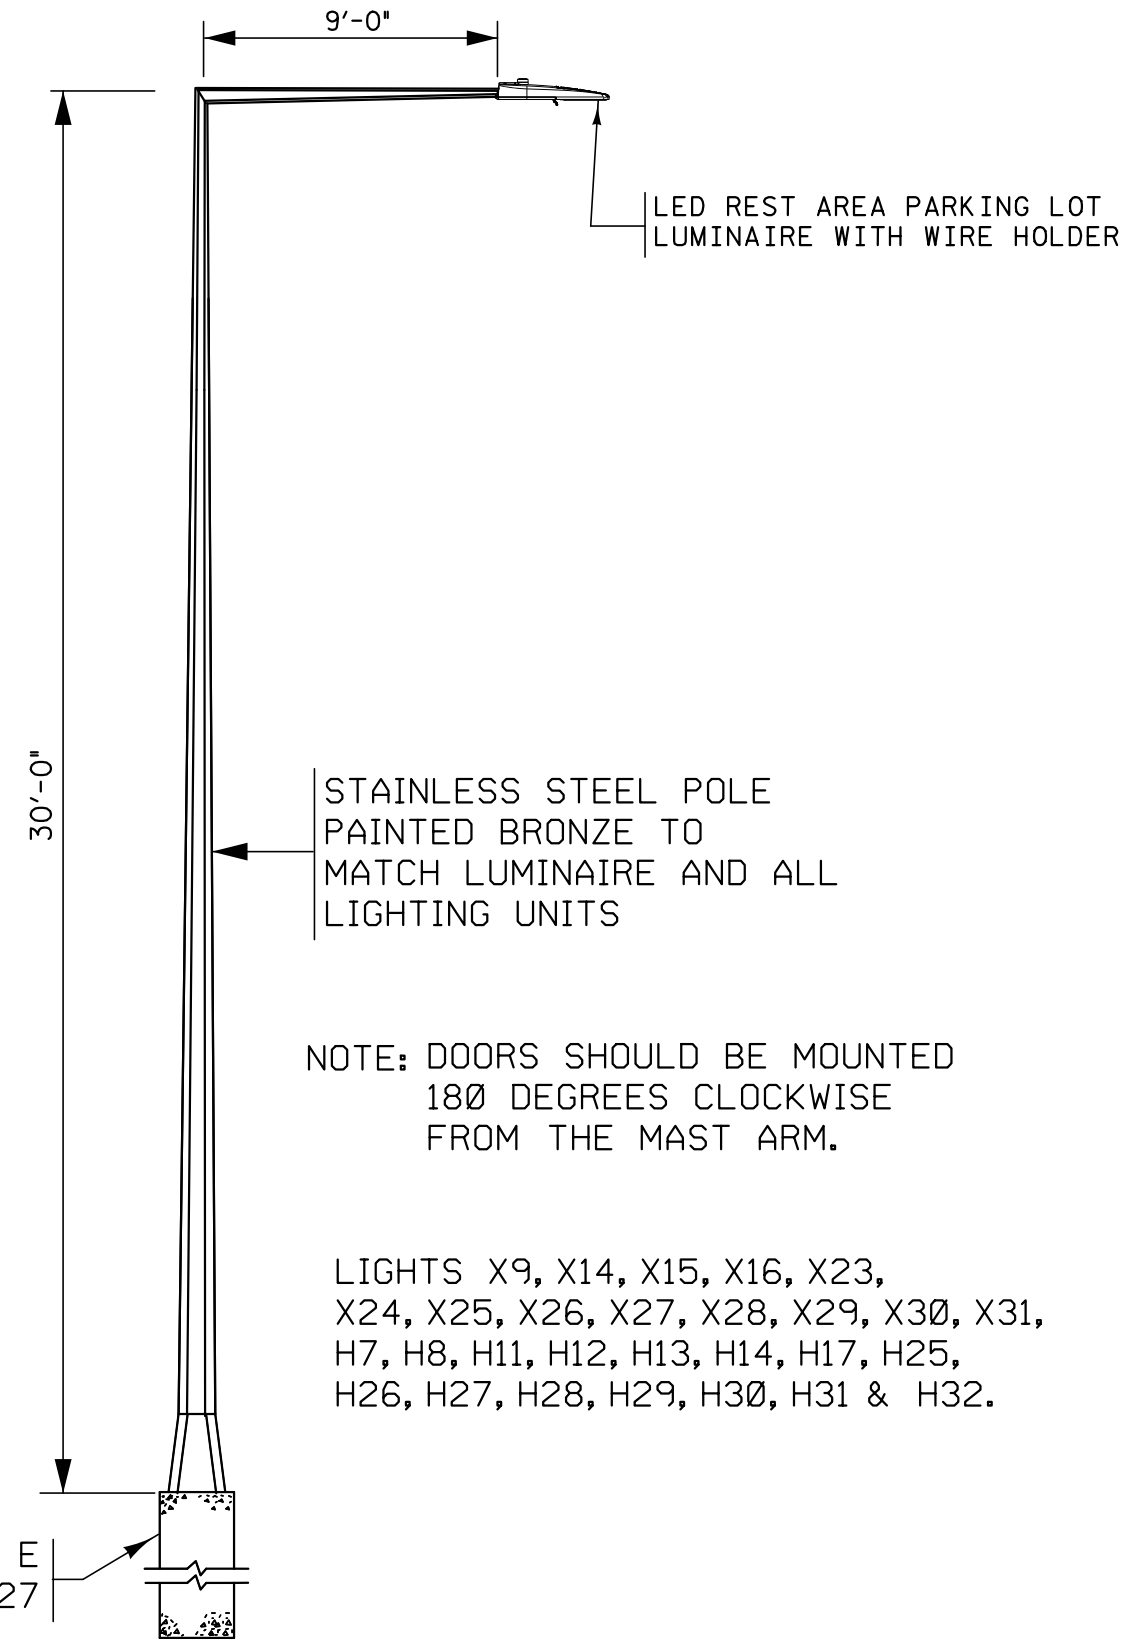 9'-0"
LED REST AREA PARKING LOT
LUMINAIRE WITH WIRE HOLDER
30'-0"
STAINLESS STEEL POLE
PAINTED BRONZE TO
MATCH LUMINAIRE AND ALL
LIGHTING UNITS
NOTE: DOORS SHOULD BE MOUNTED
180 DEGREES CLOCKWISE
FROM THE MAST ARM.
LIGHTS X9, X14, X15, X16, X23,
X24, X25, X26, X27, X28, X29, X30, X31,
H7, H8, H11, H12, H13, H14, H17, H25,
H26, H27, H28, H29, H30, H31 & H32.
E
27